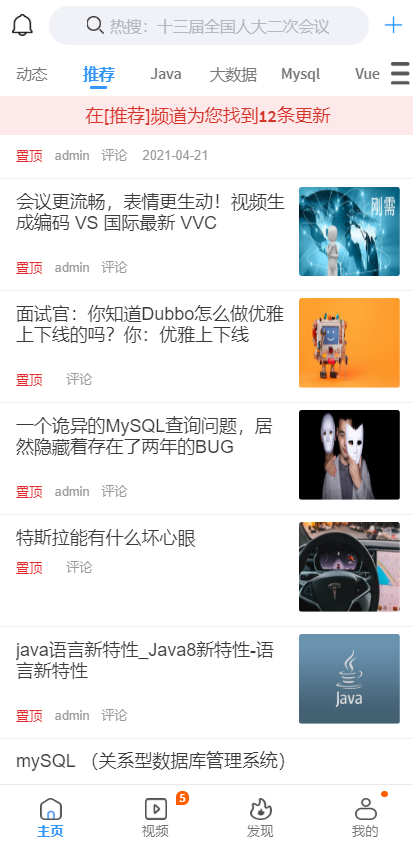 热搜：十三届全国人大二次会议
动态 推荐 Java 大数据 Mysql Vue
在[推荐]频道为您找到12条更新
置顶 admin 评论 2021-04-21
会议更流畅，表情更生动！视频生
成编码 VS 国际最新 VVC
刚需
置顶 admin 评论
面试官：你知道Dubbo怎么做优雅
上下线的吗？你：优雅上下线
置顶 评论
一个诡异的MySQL查询问题，居
然隐藏着存在了两年的BUG
置顶 admin 评论
特斯拉能有什么坏心眼
置顶 评论
java语言新特性_Java8新特性-语
言新特性
Java
置顶 admin 评论
mySQL （关系型数据库管理系统）
5
主页 视频 发现 我的